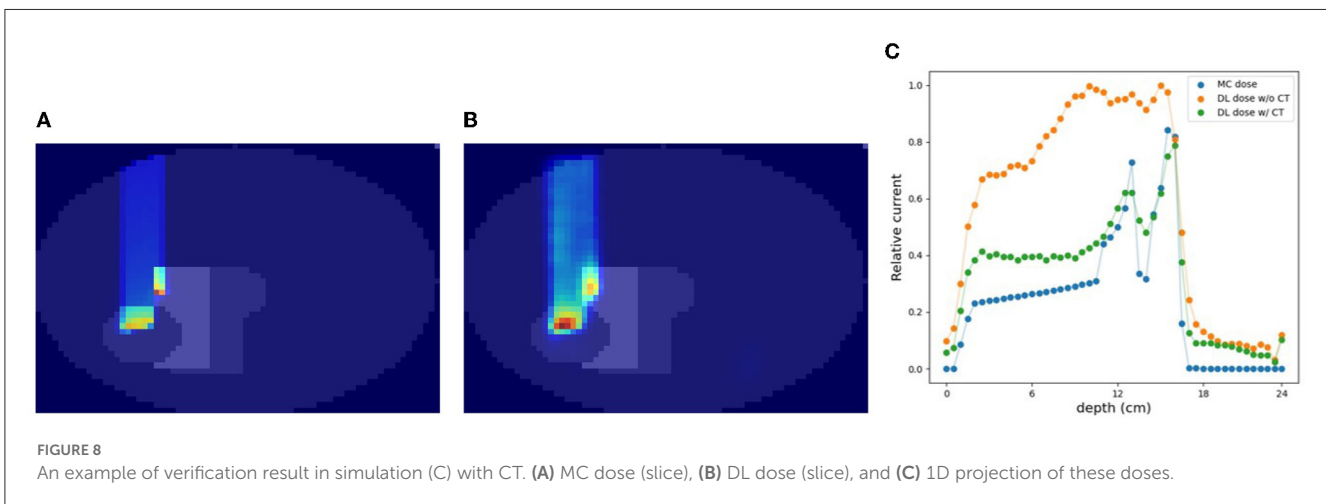 A
B
C
Relative current
1.0
0.8
0.6
0.4
0.2
0.0
MC dose
DL dose w/o CT
DL dose w/ CT
0
6
12
18
24
depth (cm)
FIGURE 8
An example of verification result in simulation (C) with CT. (A) MC dose (slice), (B) DL dose (slice), and (C) 1D projection of these doses.